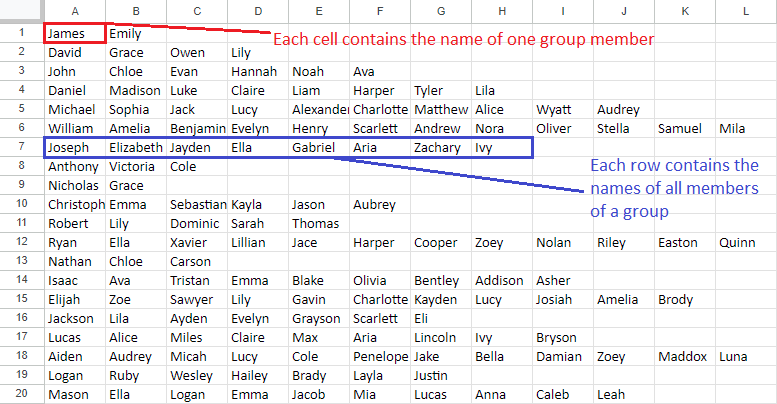 A B C D E F G H I J K L
1 James Emily
Each cell contains the name of one group member
2 David Grace Owen Lily
3 John Chloe Evan Hannah Noah Ava
4 Daniel Madison Luke Claire Liam Harper Tyler Lila
5 Michael Sophia Jack Lucy Alexander Charlotte Matthew Alice Wyatt Audrey
6 William Amelia Benjamin Evelyn Henry Scarlett Andrew Nora Oliver Stella Samuel Mila
7 Joseph Elizabeth Jayden Ella Gabriel Aria Zachary Ivy
8 Anthony Victoria Cole
Each row contains the
names of all members
of a group
9 Nicholas Grace
10 Christoph Emma Sebastian Kayla Jason Aubrey
11 Robert Lily Dominic Sarah Thomas
12 Ryan Ella Xavier Lillian Jace Harper Cooper Zoey Nolan Riley Easton Quinn
13 Nathan Chloe Carson
14 Isaac Ava Tristan Emma Blake Olivia Bentley Addison Asher
15 Elijah Zoe Sawyer Lily Gavin Charlotte Kayden Lucy Josiah Amelia Brody
16 Jackson Lila Ayden Evelyn Grayson Scarlett Eli
17 Lucas Alice Miles Claire Max Aria Lincoln Ivy Bryson
18 Aiden Audrey Micah Lucy Cole Penelope Jake Bella Damian Zoey Maddox Luna
19 Logan Ruby Wesley Hailey Brady Layla Justin
20 Mason Ella Logan Emma Jacob Mia Lucas Anna Caleb Leah